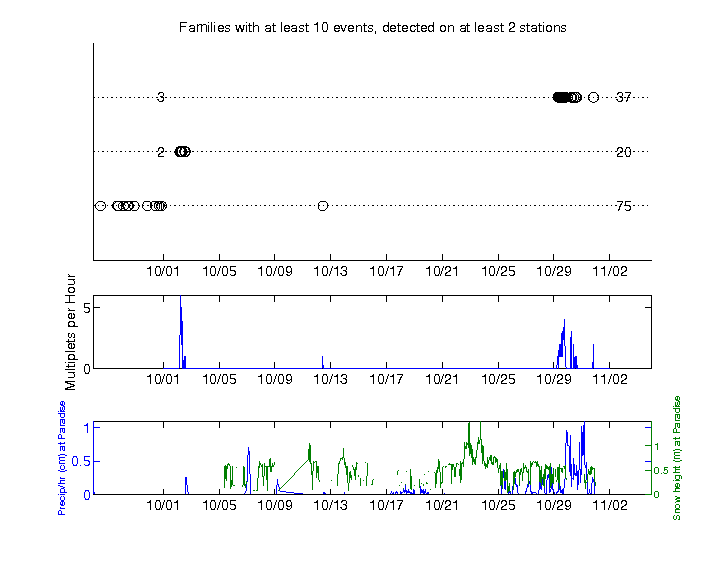 Families with at least 10 events, detected on at least 2 stations
3 37
2 20
75
10/01 10/05 10/09 10/13 10/17 10/21 10/25 10/29 11/02
Multiplets per Hour
5
0
10/01 10/05 10/09 10/13 10/17 10/21 10/25 10/29 11/02
Precip/hr (cm) at Paradise
1
0.5
0
Snow height (m) at Paradise
1
0.5
0
10/01 10/05 10/09 10/13 10/17 10/21 10/25 10/29 11/02